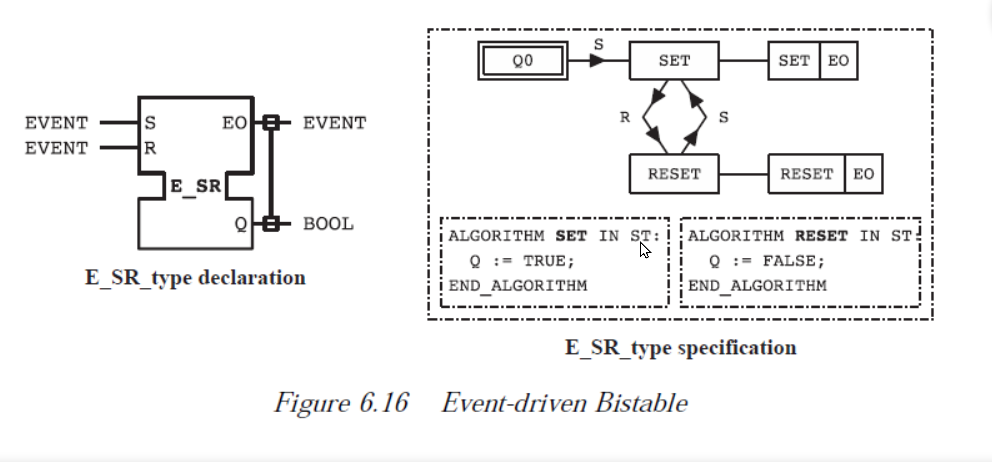 EVENT S EO EVENT
EVENT R
E_SR
Q BOOL
E_SR_type declaration
Q0 S SET SET EO
R S
RESET RESET EO
ALGORITHM SET IN ST:
Q := TRUE;
END_ALGORITHM
ALGORITHM RESET IN ST:
Q := FALSE;
END_ALGORITHM
E_SR_type specification
Figure 6.16 Event-driven Bistable